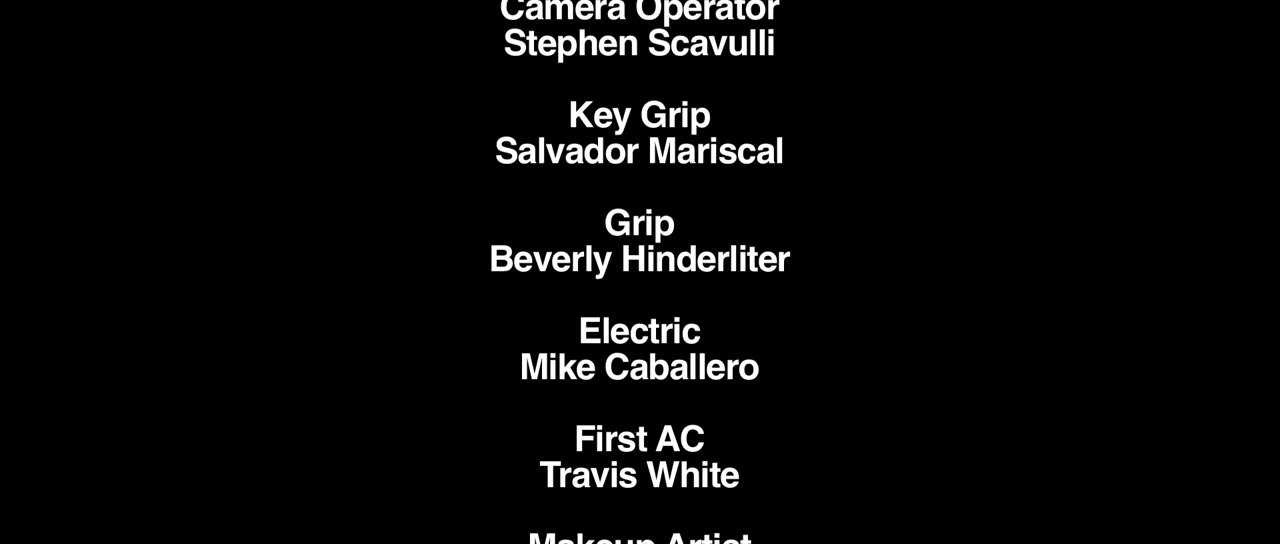 Camera Operator
Stephen Scavulli
Key Grip
Salvador Mariscal
Grip
Beverly Hinderliter
Electric
Mike Caballero
First AC
Travis White
Makeup Artist